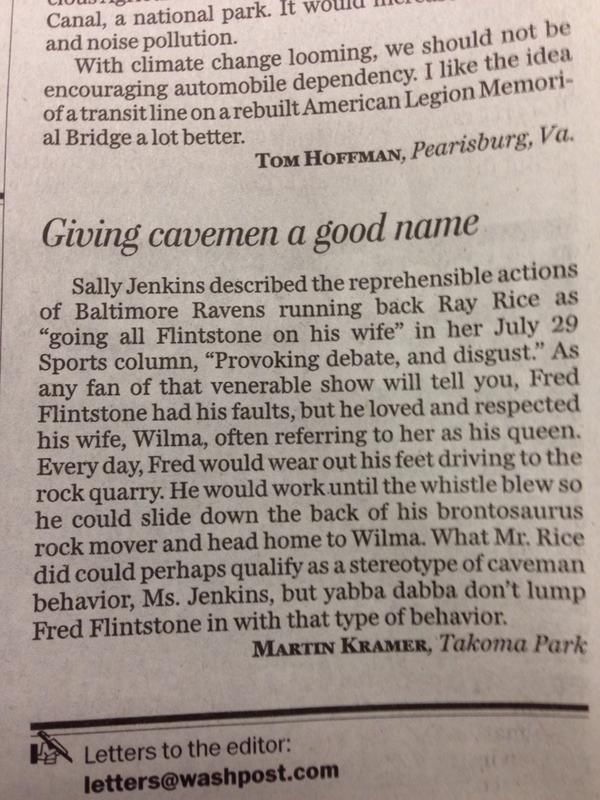 Canal, a national park. It would
and noise pollution.
With climate change looming, we should not be
encouraging automobile dependency. I like the idea
of a transit line on a rebuilt American Legion Memori-
al Bridge a lot better.
TOM HOFFMAN, Pearisburg, Va.
Giving cavemen a good name
Sally Jenkins described the reprehensible actions
of Baltimore Ravens running back Ray Rice as
“going all Flintstone on his wife” in her July 29
Sports column, “Provoking debate, and disgust.” As
any fan of that venerable show will tell you, Fred
Flintstone had his faults, but he loved and respected
his wife, Wilma, often referring to her as his queen.
Every day, Fred would wear out his feet driving to the
rock quarry. He would work until the whistle blew so
he could slide down the back of his brontosaurus
rock mover and head home to Wilma. What Mr. Rice
did could perhaps qualify as a stereotype of caveman
behavior, Ms. Jenkins, but yabba dabba don’t lump
Fred Flintstone in with that type of behavior.
MARTIN KRAMER, Takoma Park
Letters to the editor:
letters@washpost.com